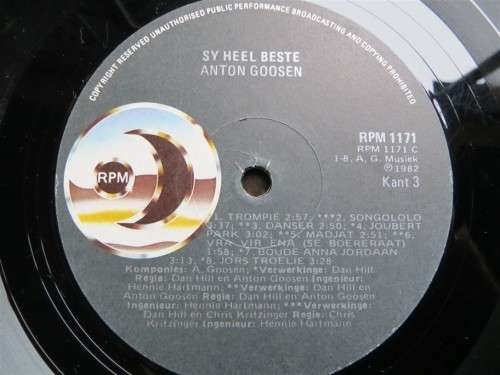 COPYRIGHT RESERVED UNAUTHORISED PUBLIC PERFORMANCE BROADCASTING AND COPYING PROHIBITED
SY HEEL BESTE
ANTON GOOSEN
RPM
RPM 1171
RPM 1171 C
1-8, A, G. Musiek
℗ 1982
Kant 3
1. TROMPIE 2:57; **2. SONGOLOLO
:37; *3. DANSER 2:50; *4. JOUBERT
PARK 3:02; **5. MADJAT 2:51; **6.
VRA VIR ENA (SE BOERERAAT)
1:58; *7. BOUDE ANNA JORDAAN
3:13; *8. JORS TROELIE 3:28
Komponis: A. Goosen; *Verwerkings: Dan Hill
Regie: Dan Hill en Anton Goosen Ingenieur:
Hennie Hartmann; **Verwerkings: Dan Hill en
Anton Goosen Regie: Dan Hill en Anton Goosen
Ingenieur: Hennie Hartmann; ***Verwerkings:
Dan Hill en Chris Kritzinger Regie: Chris
Kritzinger Ingenieur: Hennie Hartmann